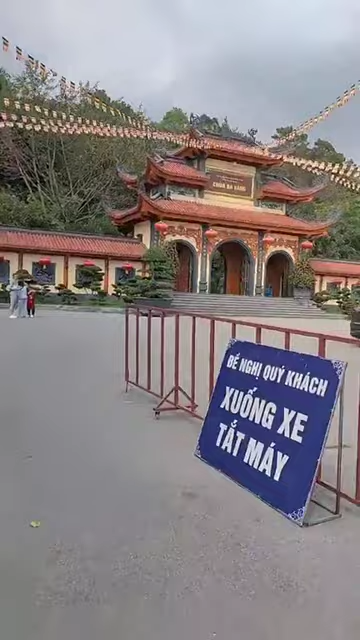 CHÙA BA VÀNG
ĐỀ NGHỊ QUÝ KHÁCH
XUỐNG XE
TẮT MÁY